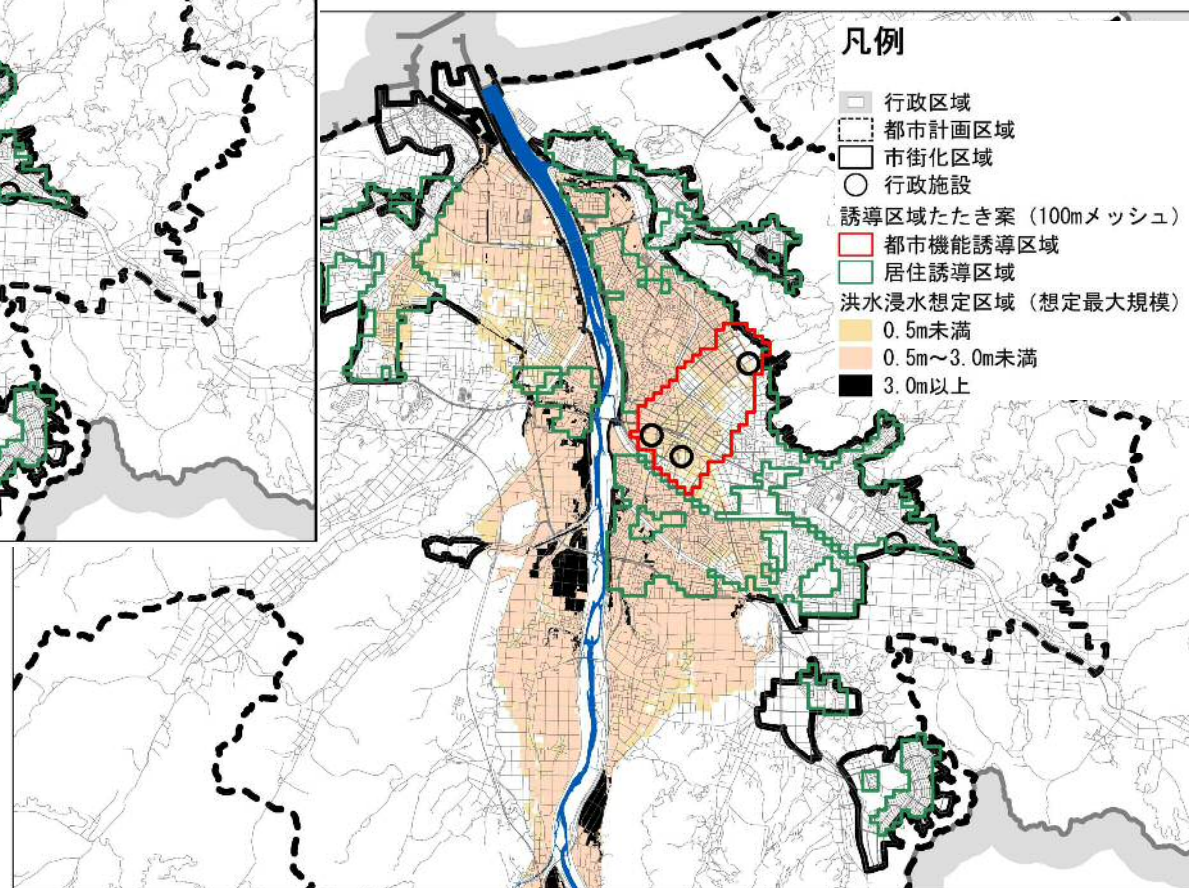 凡例
行政区域
都市計画区域
市街化区域
行政施設
誘導区域たたき案（100mメッシュ）
都市機能誘導区域
居住誘導区域
洪水浸水想定区域（想定最大規模）
0.5m未満
0.5m～3.0m未満
3.0m以上